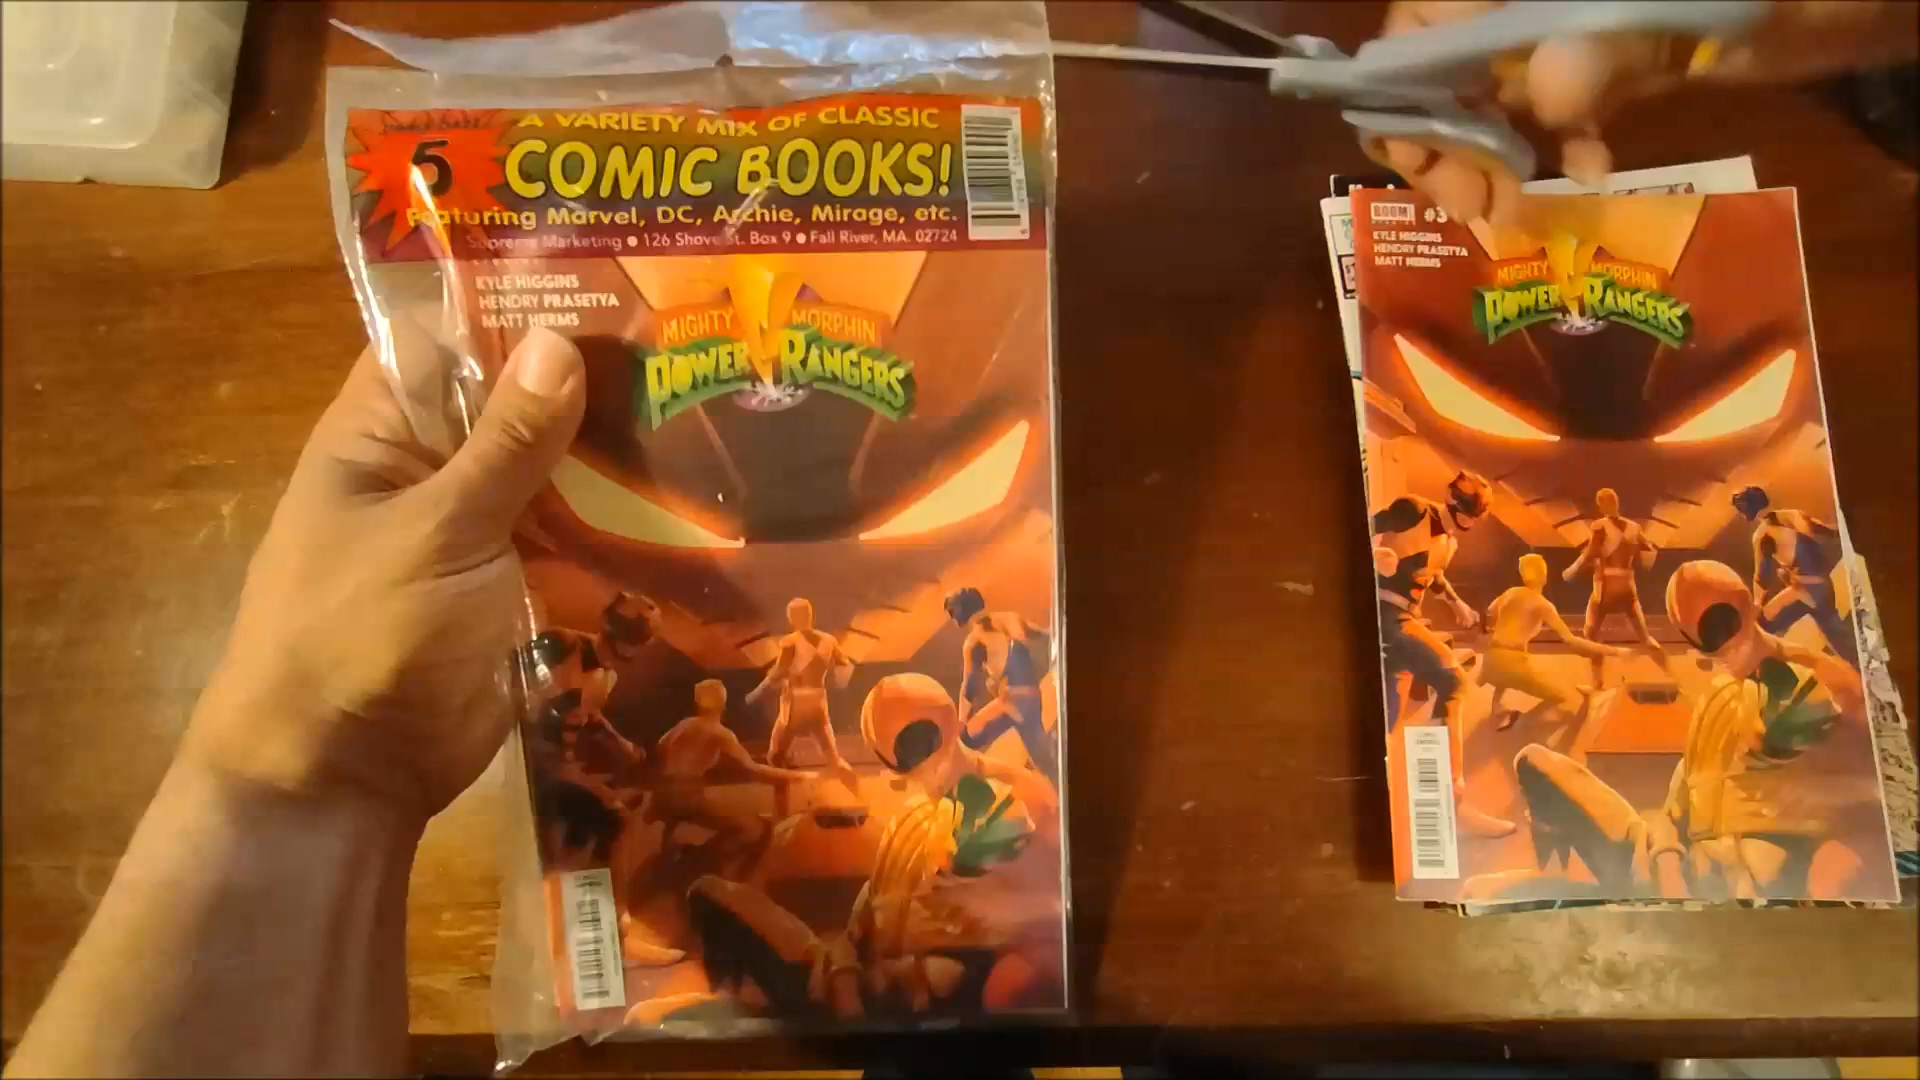 A VARIETY MIX OF CLASSIC
5
COMIC BOOKS!
Featuring Marvel, DC, Archie, Mirage, etc.
Supreme Marketing ● 126 Shove St. Box 9 ● Fall River, MA. 02724
KYLE HIGGINS
HENDRY PRASETYA
MATT HERMS
MIGHTY MORPHIN
POWER RANGERS
BOOM! #3
KYLE HIGGINS
HENDRY PRASETYA
MATT HERMS
MIGHTY MORPHIN
POWER RANGERS